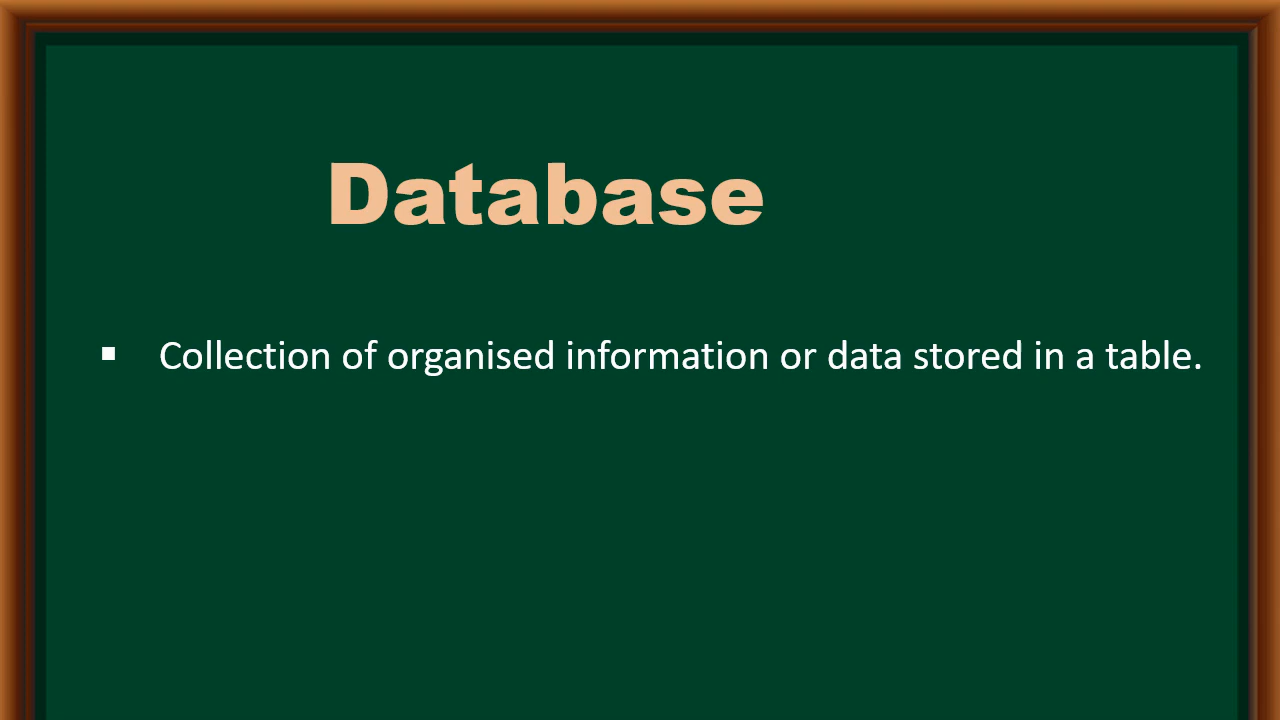 Database
▪ Collection of organised information or data stored in a table.